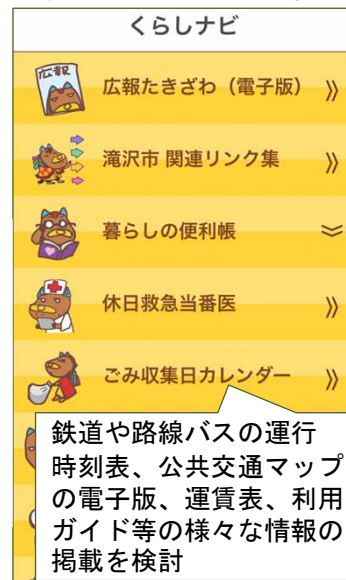 くらしナビ
広報
広報たきざわ（電子版）
滝沢市 関連リンク集
暮らしの便利帳
休日救急当番医
ごみ収集日カレンダー
鉄道や路線バスの運行
時刻表、公共交通マップ
の電子版、運賃表、利用
ガイド等の様々な情報の
掲載を検討